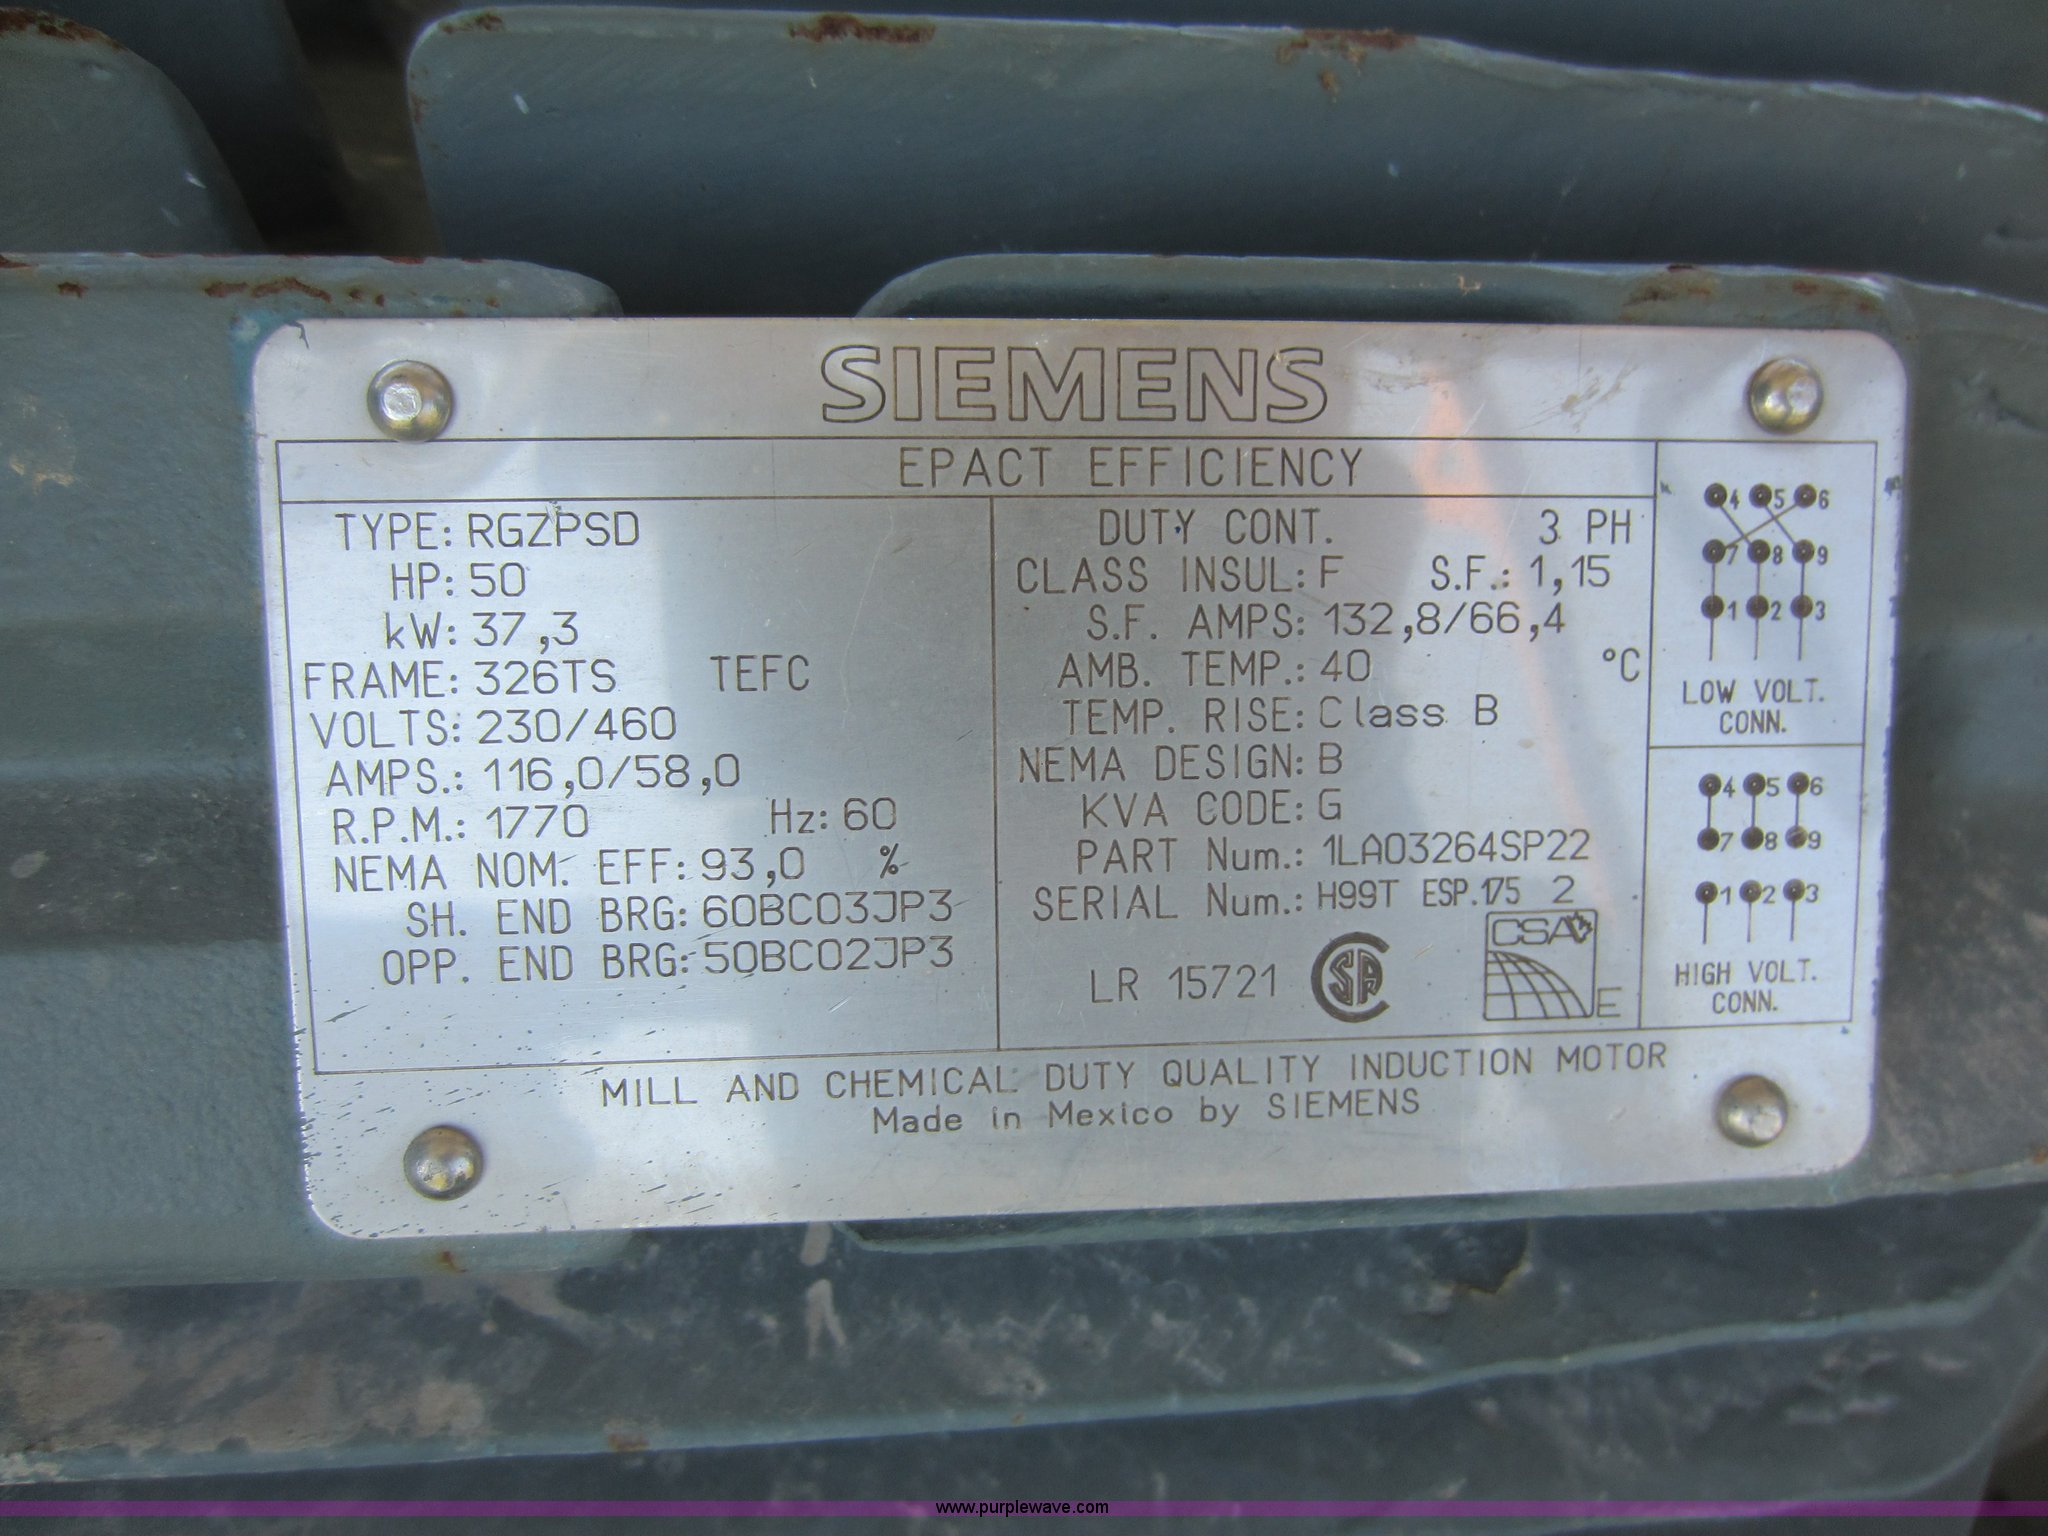 SIEMENS
EPACT EFFICIENCY
TYPE: RGZPSD
HP: 50
kW: 37,3
FRAME: 326TS TEFC
VOLTS: 230/460
AMPS.: 116,0/58,0
R.P.M.: 1770 Hz: 60
NEMA NOM. EFF: 93,0 %
SH. END BRG: 60BC03JP3
OPP. END BRG: 50BC02JP3
DUTY CONT. 3 PH
CLASS INSUL: F S.F.: 1,15
S.F. AMPS: 132,8/66,4
AMB. TEMP.: 40 °C
TEMP. RISE: Class B
NEMA DESIGN: B
KVA CODE: G
PART Num.: 1LA03264SP22
SERIAL Num.: H99T ESP.175 2
LR 15721 SA CSA E
4 5 6
7 8 9
1 2 3
LOW VOLT.
CONN.
4 5 6
7 8 9
1 2 3
HIGH VOLT.
CONN.
MILL AND CHEMICAL DUTY QUALITY INDUCTION MOTOR
Made in Mexico by SIEMENS
www.purplewave.com